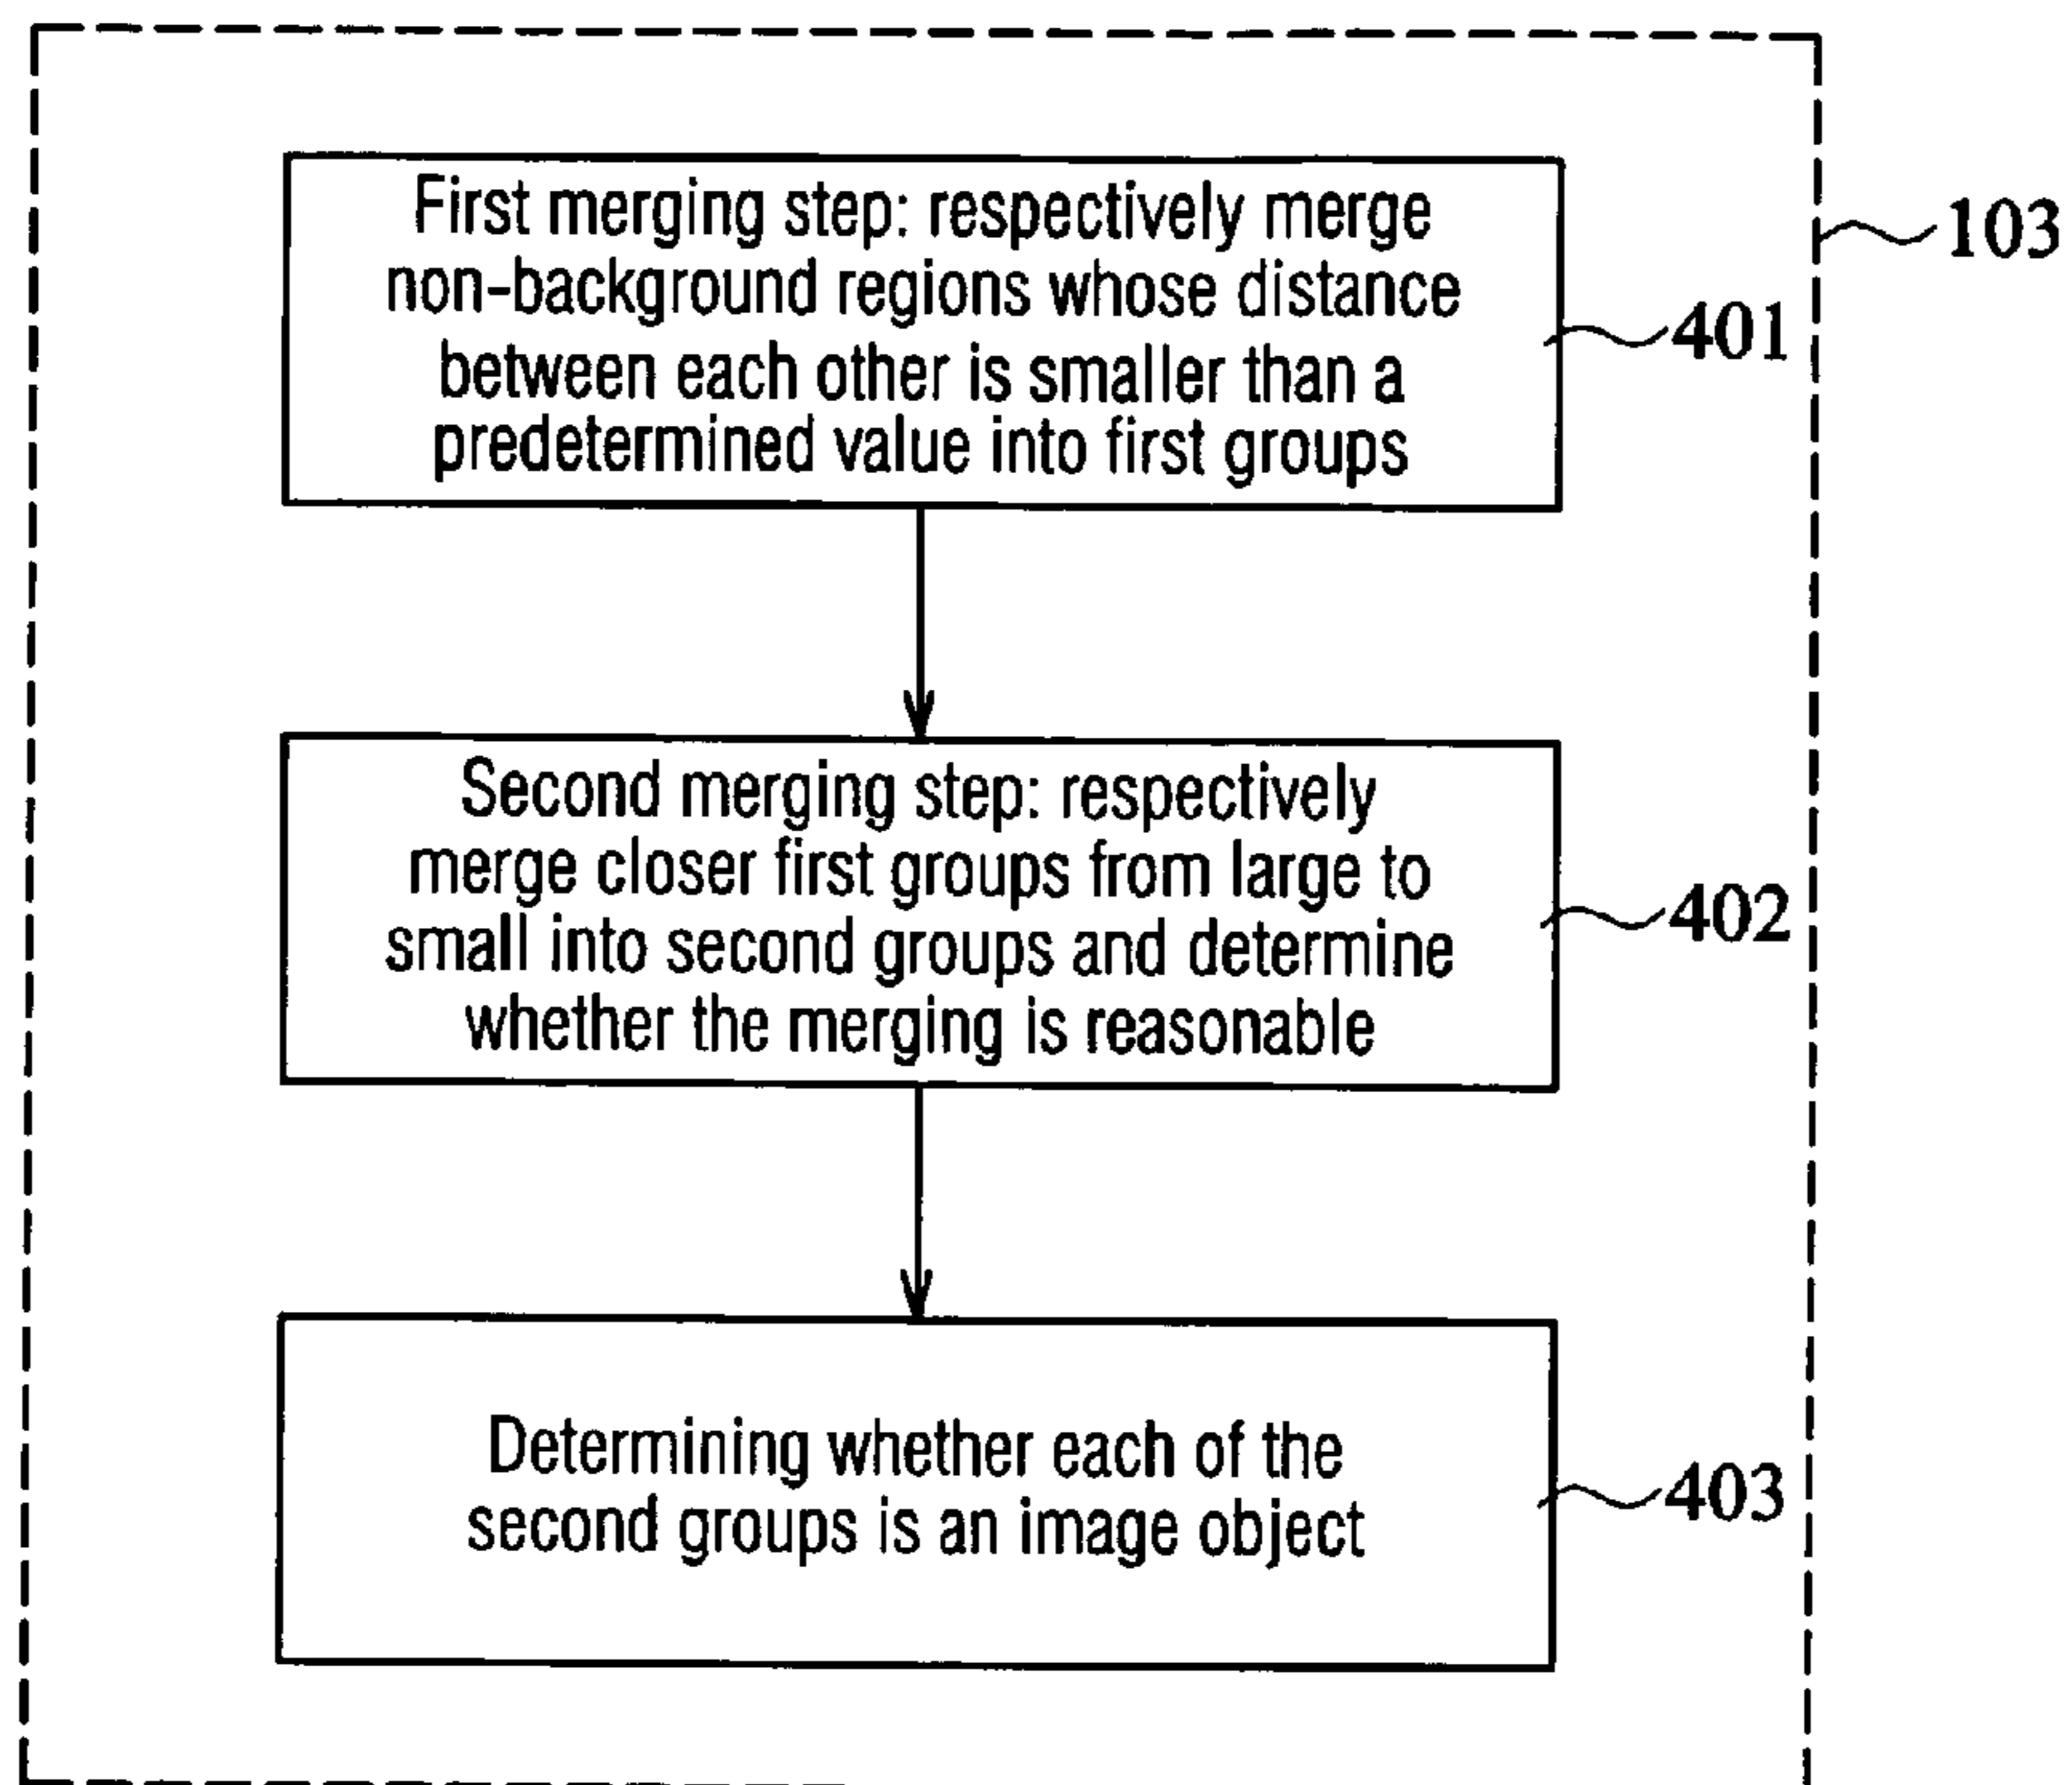 First merging step: respectively merge
non-background regions whose distance
between each other is smaller than a
predetermined value into first groups
103
401
Second merging step: respectively
merge closer first groups from large to
small into second groups and determine
whether the merging is reasonable
402
Determining whether each of the
second groups is an image object
403